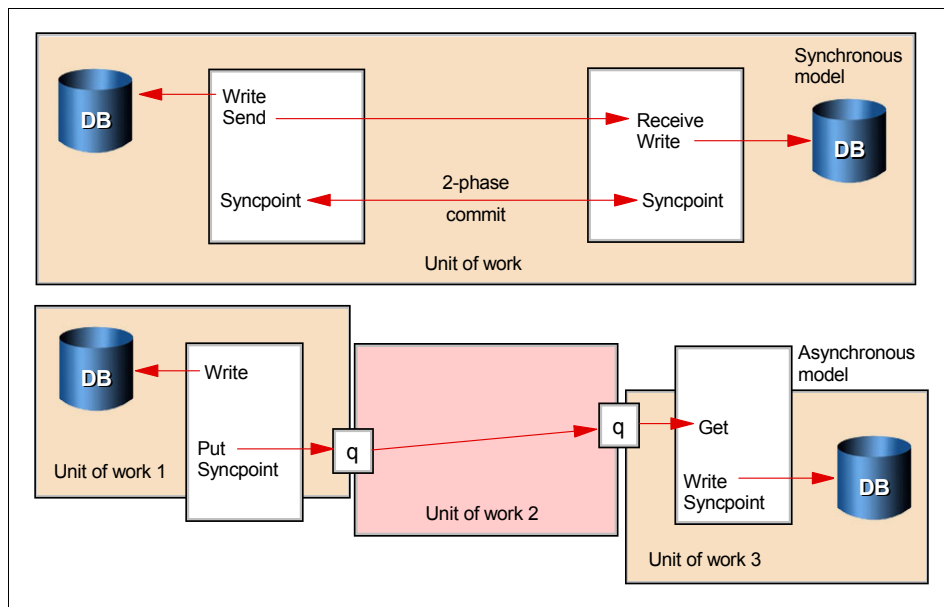 Synchronous
model
DB
Write
Send
Receive
Write
DB
2-phase
commit
Syncpoint
Syncpoint
Unit of work
Asynchronous
model
DB
Write
Put
Syncpoint
q
q
Get
Write
Syncpoint
DB
Unit of work 1
Unit of work 2
Unit of work 3